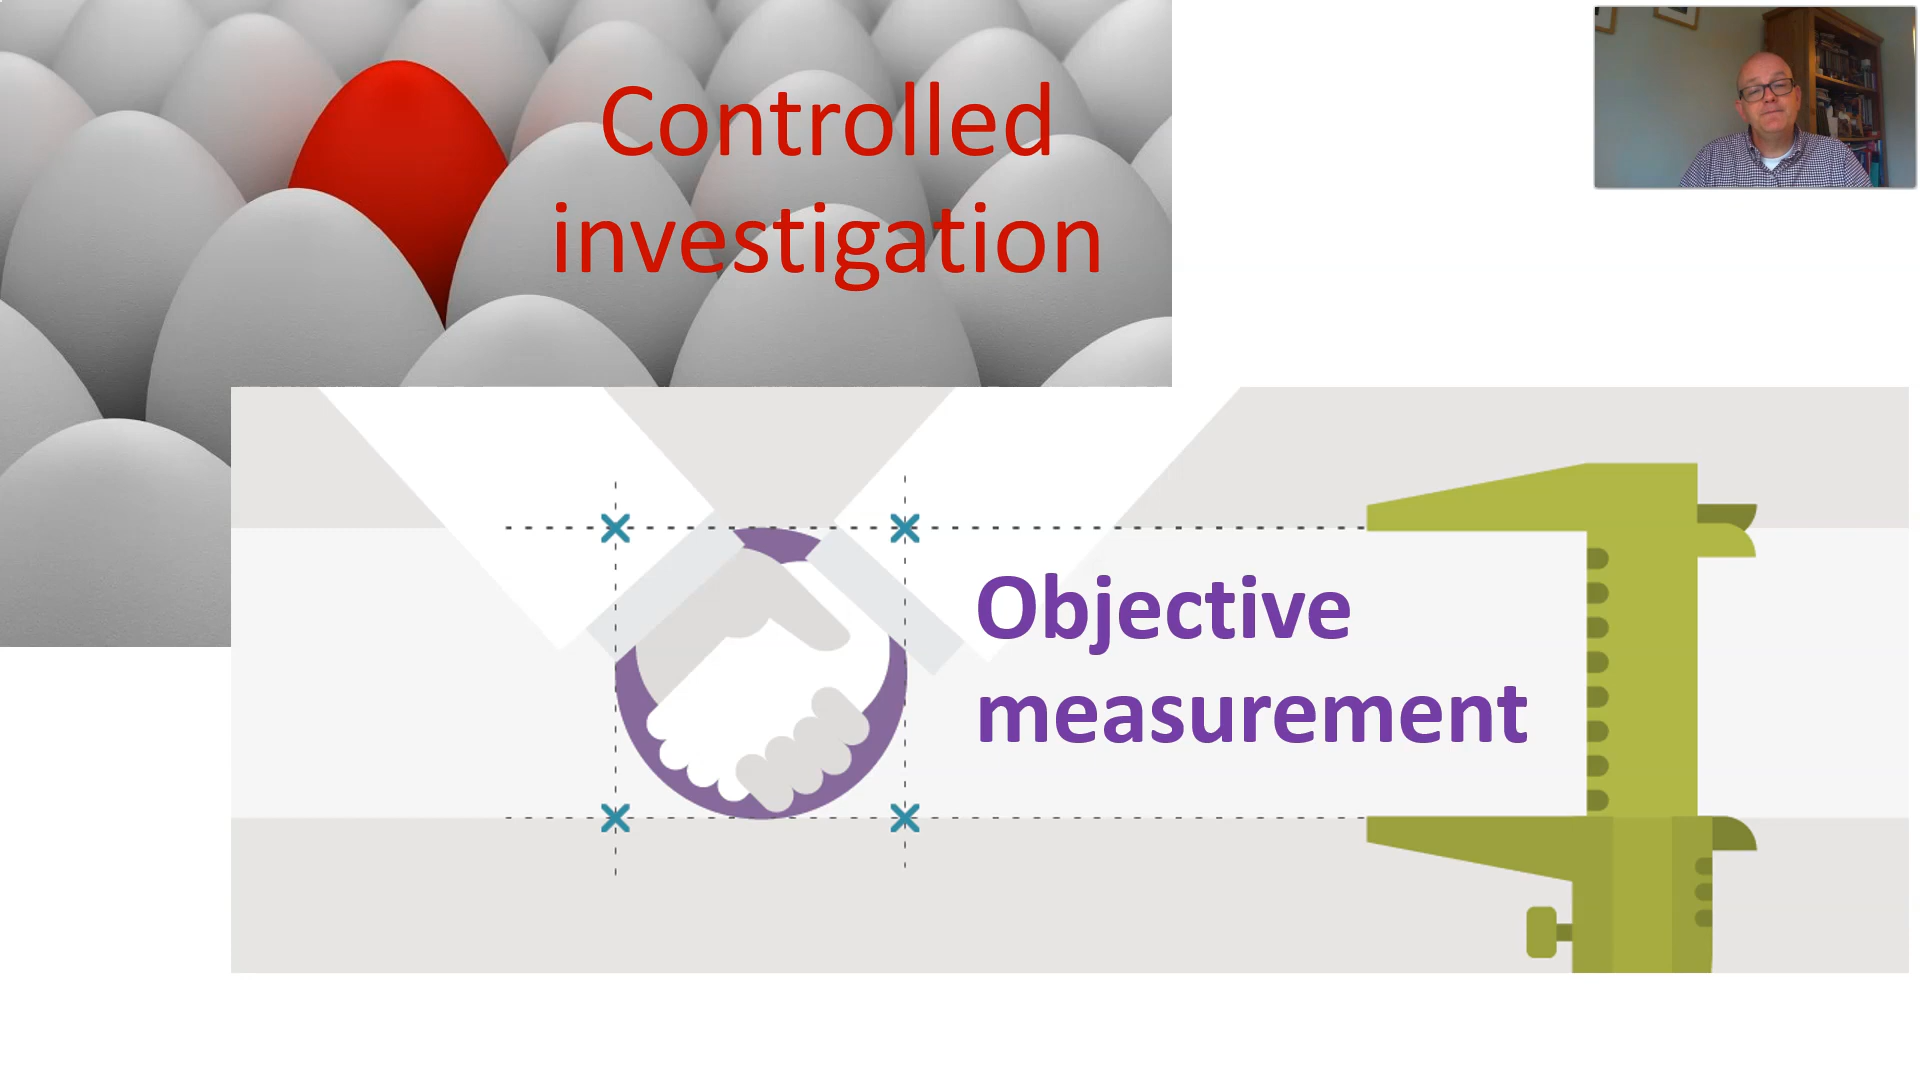 Controlled
investigation
Objective
measurement